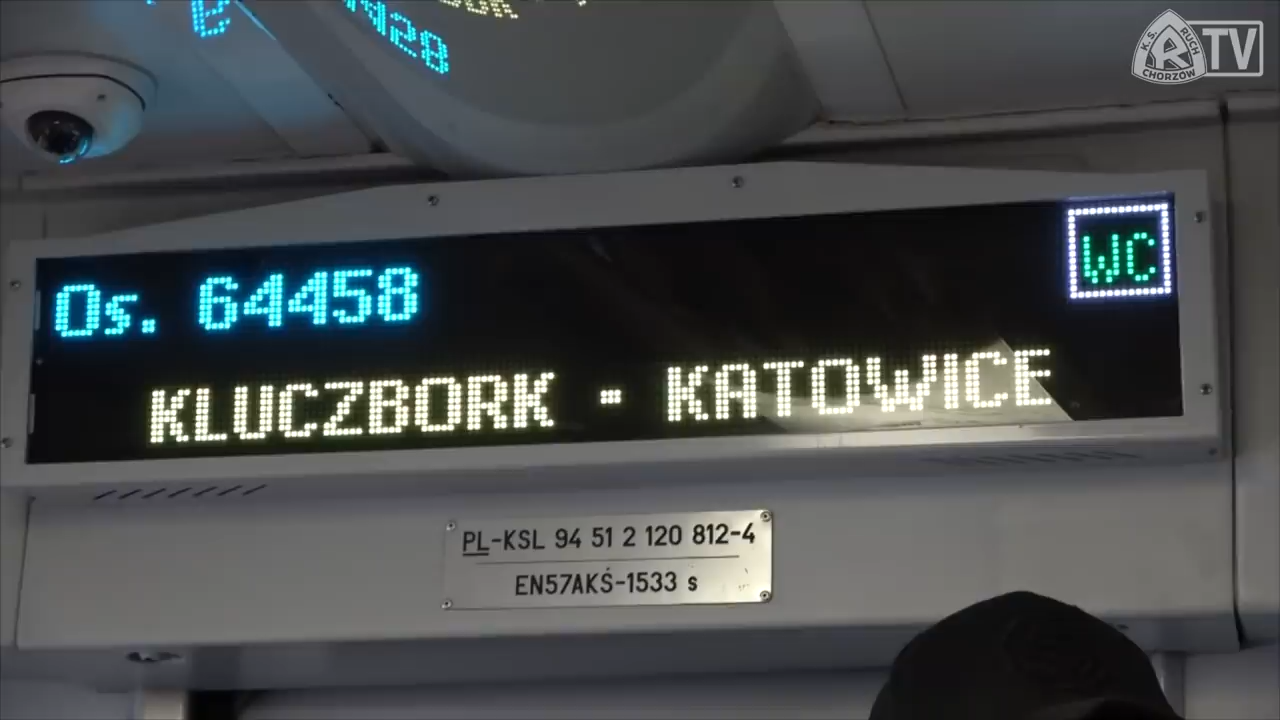 K.S. RUCH
R TV
CHORZÓW
Os. 64458
WC
KLUCZBORK - KATOWICE
PL-KSL 94 51 2 120 812-4
EN57AKŚ-1533 s